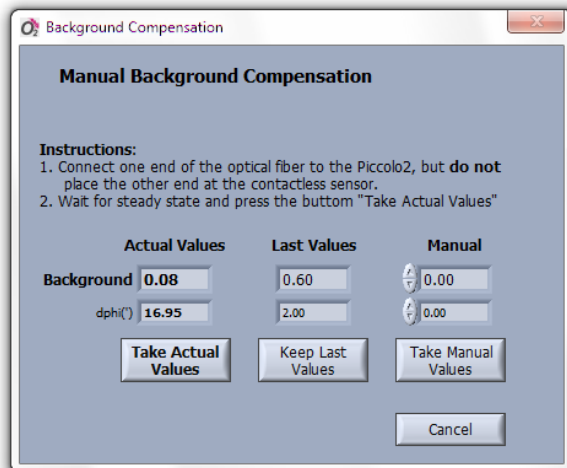 O₂ Background Compensation
Manual Background Compensation
Instructions:
1. Connect one end of the optical fiber to the Piccolo2, but do not
place the other end at the contactless sensor.
2. Wait for steady state and press the buttom "Take Actual Values"
Actual Values Last Values Manual
Background 0.08 0.60 0.00
dphi(') 16.95 2.00 0.00
Take Actual Keep Last Take Manual
Values Values Values
Cancel